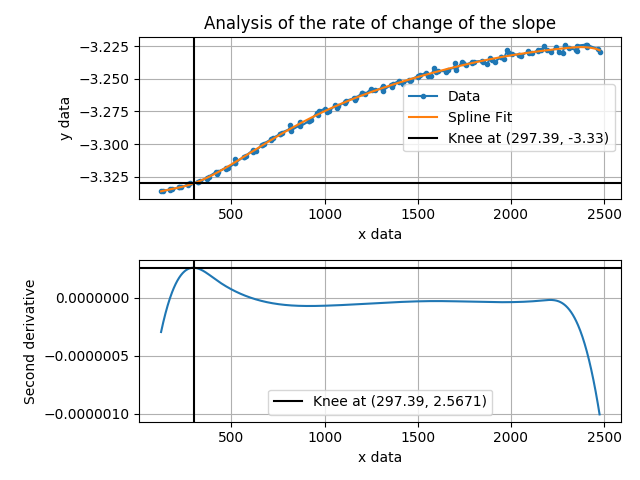 Analysis of the rate of change of the slope
−3.225
−3.250
−3.275
−3.300
−3.325
y data
Data
Spline Fit
Knee at (297.39, -3.33)
500 1000 1500 2000 2500
x data
0.0000000
−0.0000005
−0.0000010
Second derivative
Knee at (297.39, 2.5671)
500 1000 1500 2000 2500
x data